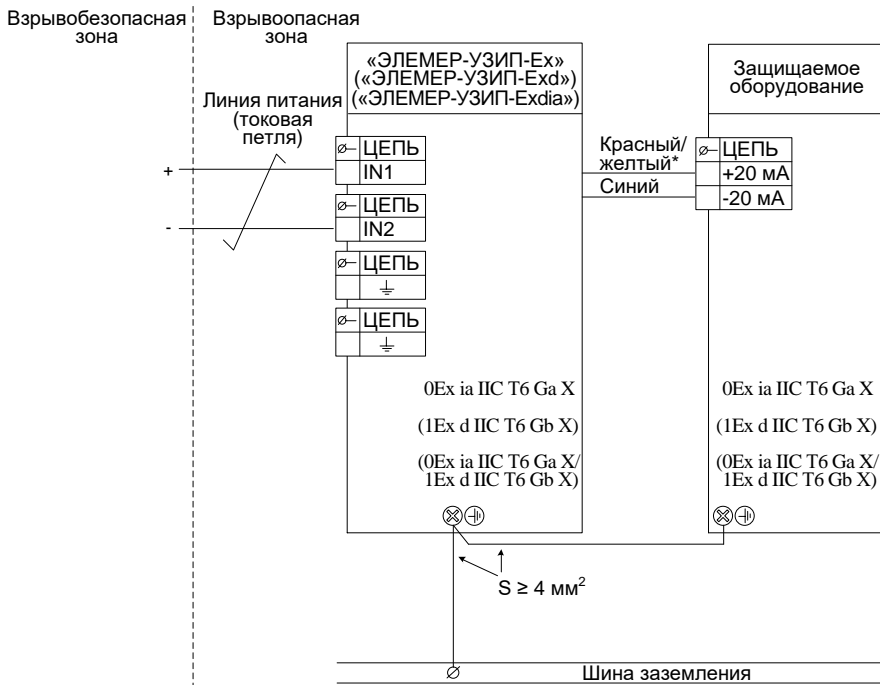 Взрывобезопасная
зона
Взрывоопасная
зона
Линия питания
(токовая
петля)
+
-
«ЭЛЕМЕР-УЗИП-Ex»
(«ЭЛЕМЕР-УЗИП-Exd»)
(«ЭЛЕМЕР-УЗИП-Exdia»)
ЦЕПЬ
IN1
ЦЕПЬ
IN2
ЦЕПЬ
ЦЕПЬ
0Ex ia IIC T6 Ga X
(1Ex d IIC T6 Gb X)
(0Ex ia IIC T6 Ga X/
1Ex d IIC T6 Gb X)
Красный/
желтый*
Синий
Защищаемое
оборудование
ЦЕПЬ
+20 мА
-20 мА
0Ex ia IIC T6 Ga X
(1Ex d IIC T6 Gb X)
(0Ex ia IIC T6 Ga X/
1Ex d IIC T6 Gb X)
S ≥ 4 мм²
Шина заземления